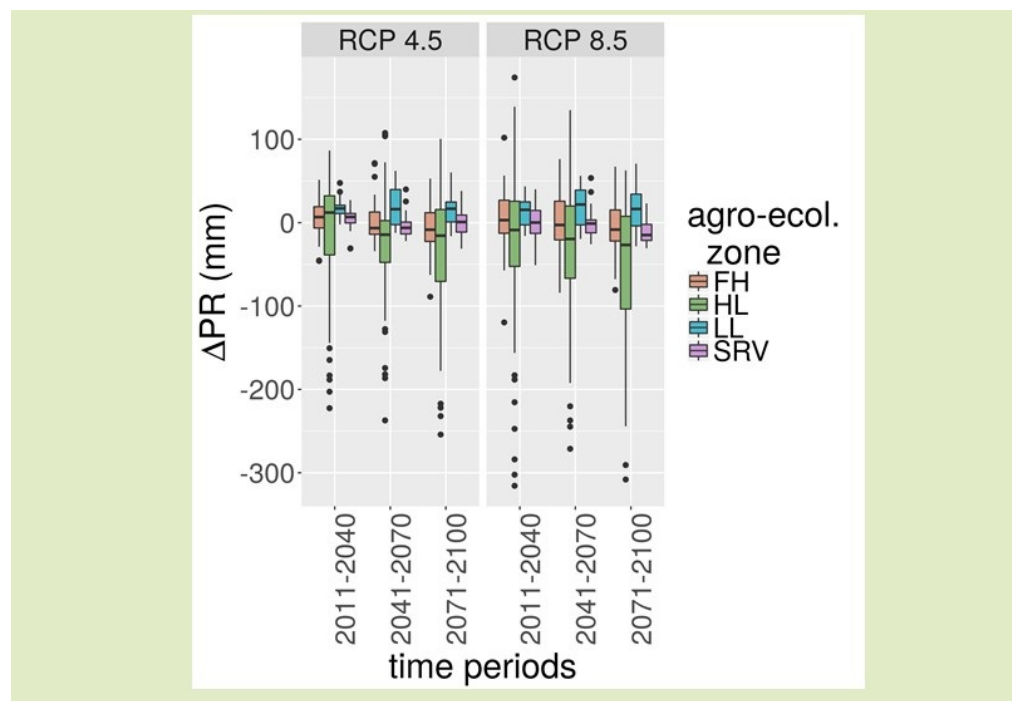 RCP 4.5
RCP 8.5
100
0
-100
-200
-300
ΔPR (mm)
2011-2040
2041-2070
2071-2100
2011-2040
2041-2070
2071-2100
time periods
agro-ecol.
zone
FH
HL
LL
SRV